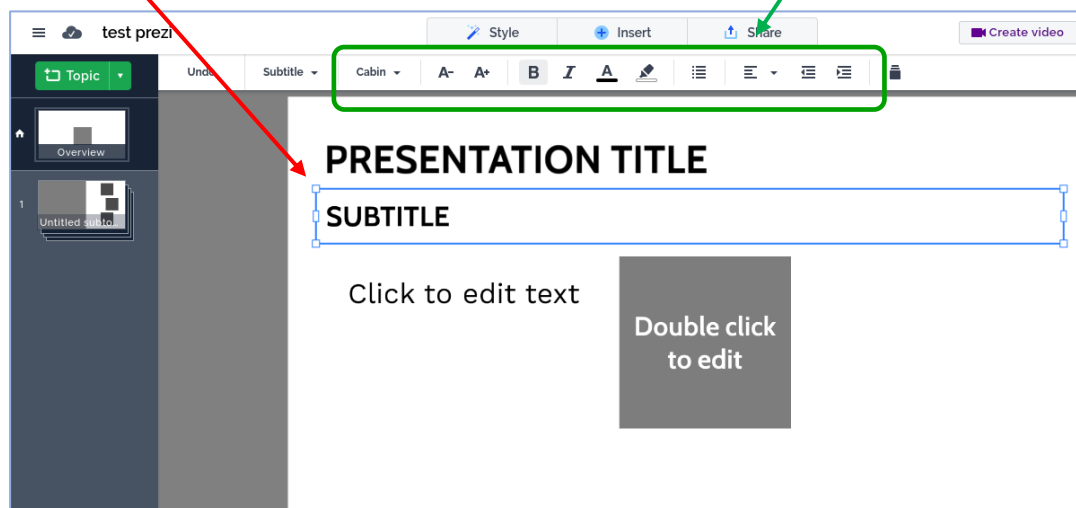 test prezi
Style
Insert
Share
Create video
Topic
Undo
Subtitle
Cabin
A-
A+
B
I
A
Overview
1
Untitled subto...
PRESENTATION TITLE
SUBTITLE
Click to edit text
Double click
to edit